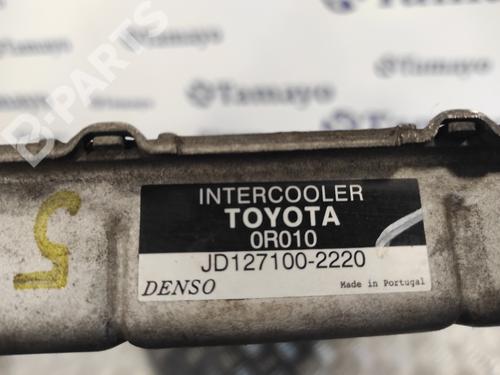 Tamayo
B-PARTS
INTERCOOLER
TOYOTA
0R010
JD127100-2220
DENSO
Made in Portugal
5